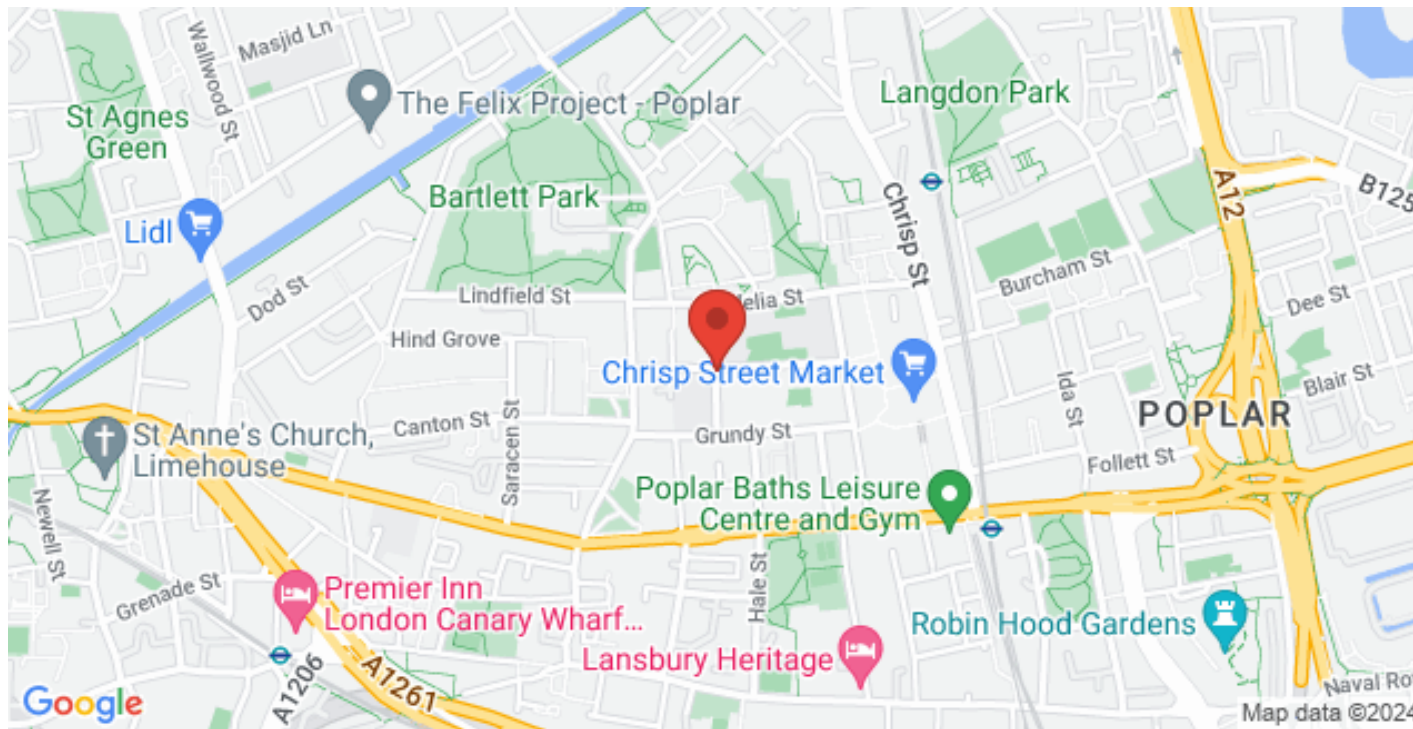 Masjid Ln
Wallwood St
The Felix Project - Poplar
Langdon Park
St Agnes
Green
A12
B125
Bartlett Park
Chrisp St
Lidl
Burcham St
Dod St
Lindfield St
elia St
Dee St
Hind Grove
Chrisp Street Market
Ida St
Blair St
POPLAR
Canton St
Saracen St
Grundy St
St Anne's Church,
Limehouse
Follett St
Newell St
Poplar Baths Leisure
Centre and Gym
Hale St
Grenade St
Premier Inn
London Canary Wharf...
Robin Hood Gardens
Lansbury Heritage
A1206
A1261
Naval Ro
Google
Map data ©2024